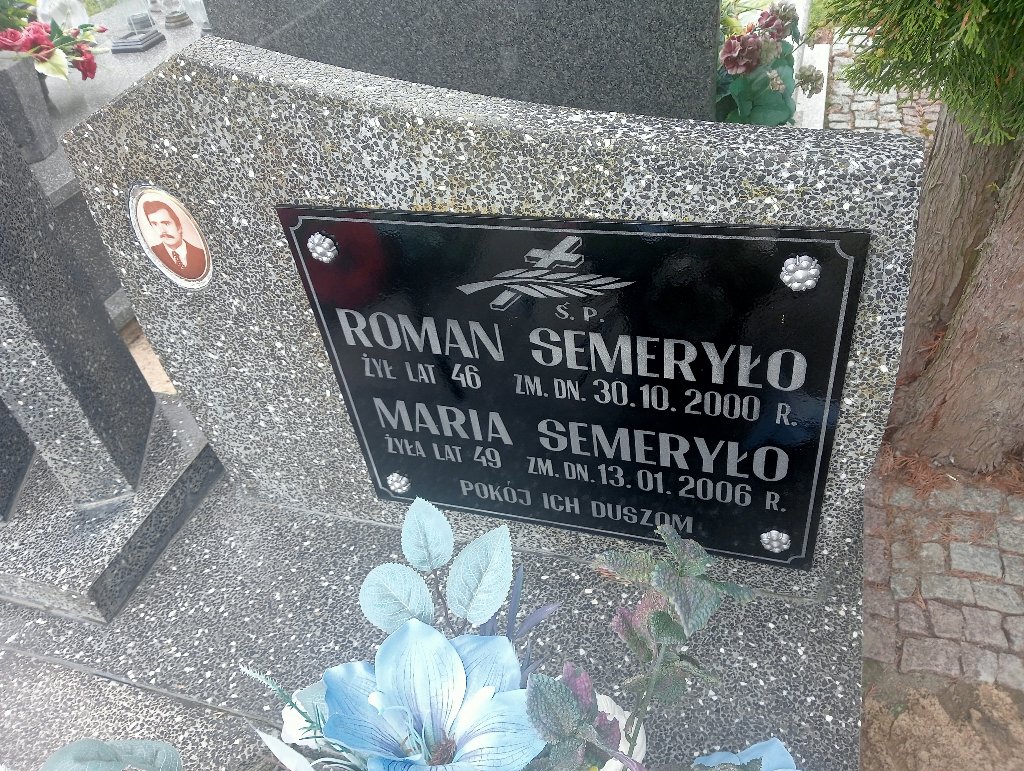 Ś. P.
ROMAN SEMERYŁO
ŻYŁ LAT 46 ZM. DN. 30.10.2000 R.
MARIA SEMERYŁO
ŻYŁA LAT 49 ZM. DN. 13.01.2006 R.
POKÓJ ICH DUSZOM